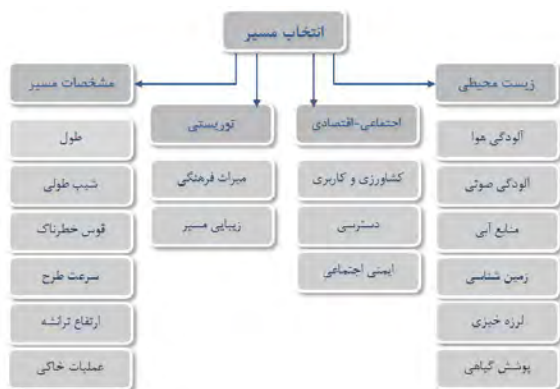 انتخاب مسیر
زیست محیطی
آلودگی هوا
آلودگی صوتی
منابع آبی
زمین شناسی
لرزه خیزی
پوشش گیاهی
اجتماعی-اقتصادی
کشاورزی و کاربری
دسترسی
ایمنی اجتماعی
توریستی
میراث فرهنگی
زیبایی مسیر
مشخصات مسیر
طول
شیب طولی
قوس خطرناک
سرعت طرح
ارتفاع ترانشه
عملیات خاکی